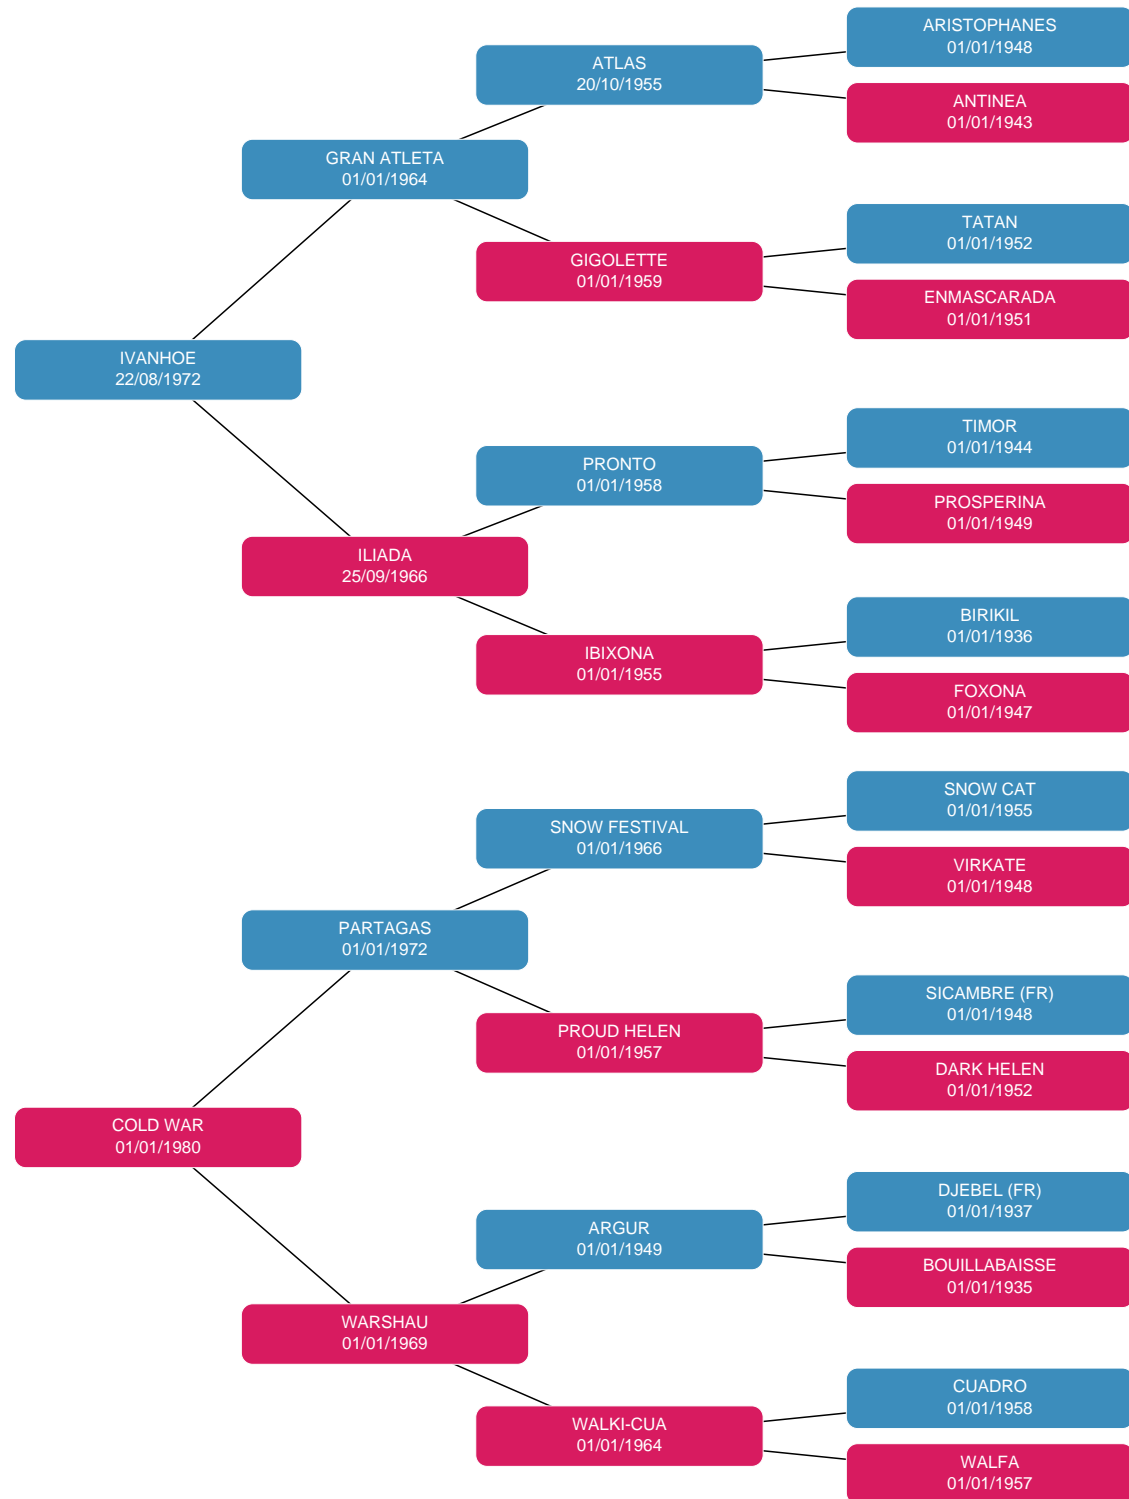 ARISTOPHANES
01/01/1948
ATLAS
20/10/1955
ANTINEA
01/01/1943
GRAN ATLETA
01/01/1964
TATAN
01/01/1952
GIGOLETTE
01/01/1959
ENMASCARADA
01/01/1951
IVANHOE
22/08/1972
TIMOR
01/01/1944
PRONTO
01/01/1958
PROSPERINA
01/01/1949
ILIADA
25/09/1966
BIRIKIL
01/01/1936
IBIXONA
01/01/1955
FOXONA
01/01/1947
SNOW CAT
01/01/1955
SNOW FESTIVAL
01/01/1966
VIRKATE
01/01/1948
PARTAGAS
01/01/1972
SICAMBRE (FR)
01/01/1948
PROUD HELEN
01/01/1957
DARK HELEN
01/01/1952
COLD WAR
01/01/1980
DJEBEL (FR)
01/01/1937
ARGUR
01/01/1949
BOUILLABAISSE
01/01/1935
WARSHAU
01/01/1969
CUADRO
01/01/1958
WALKI-CUA
01/01/1964
WALFA
01/01/1957